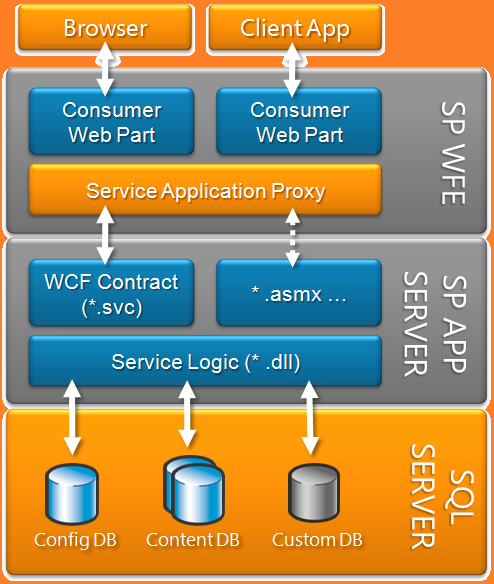 Browser
Client App
Consumer
Web Part
Consumer
Web Part
SP WFE
Service Application Proxy
WCF Contract
(*.svc)
* .asmx ...
SP APP
SERVER
Service Logic (* .dll)
SQL
SERVER
Config DB
Content DB
Custom DB